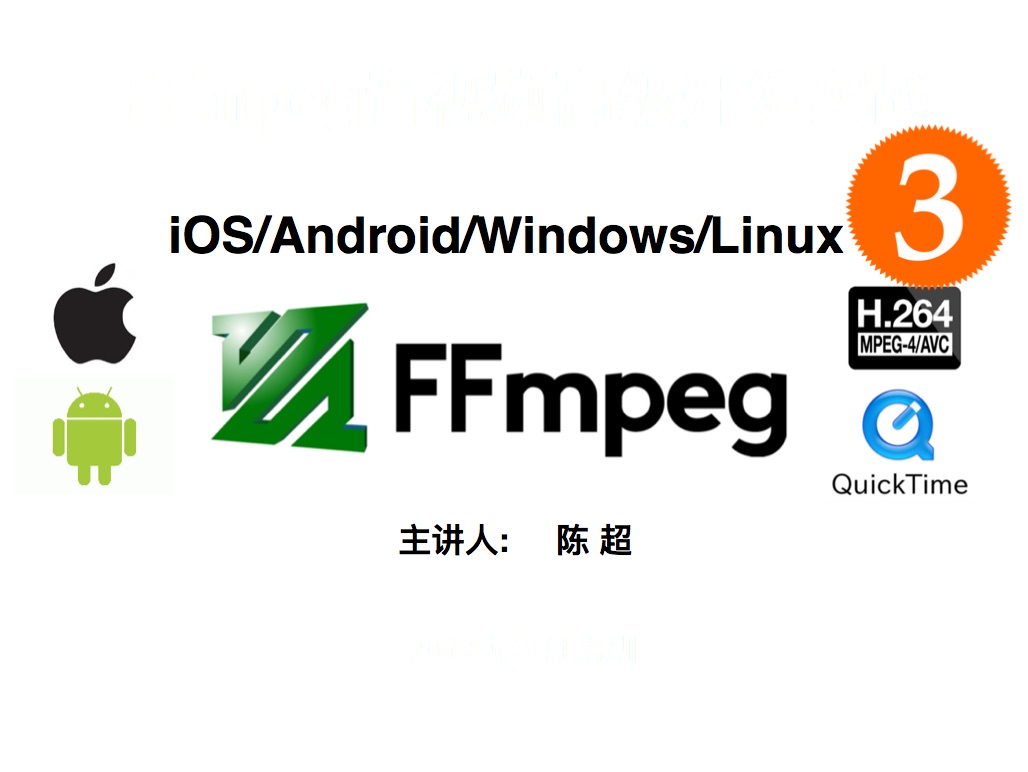 3
iOS/Android/Windows/Linux
H.264
MPEG-4/AVC
FFmpeg
QuickTime
主讲人: 陈 超